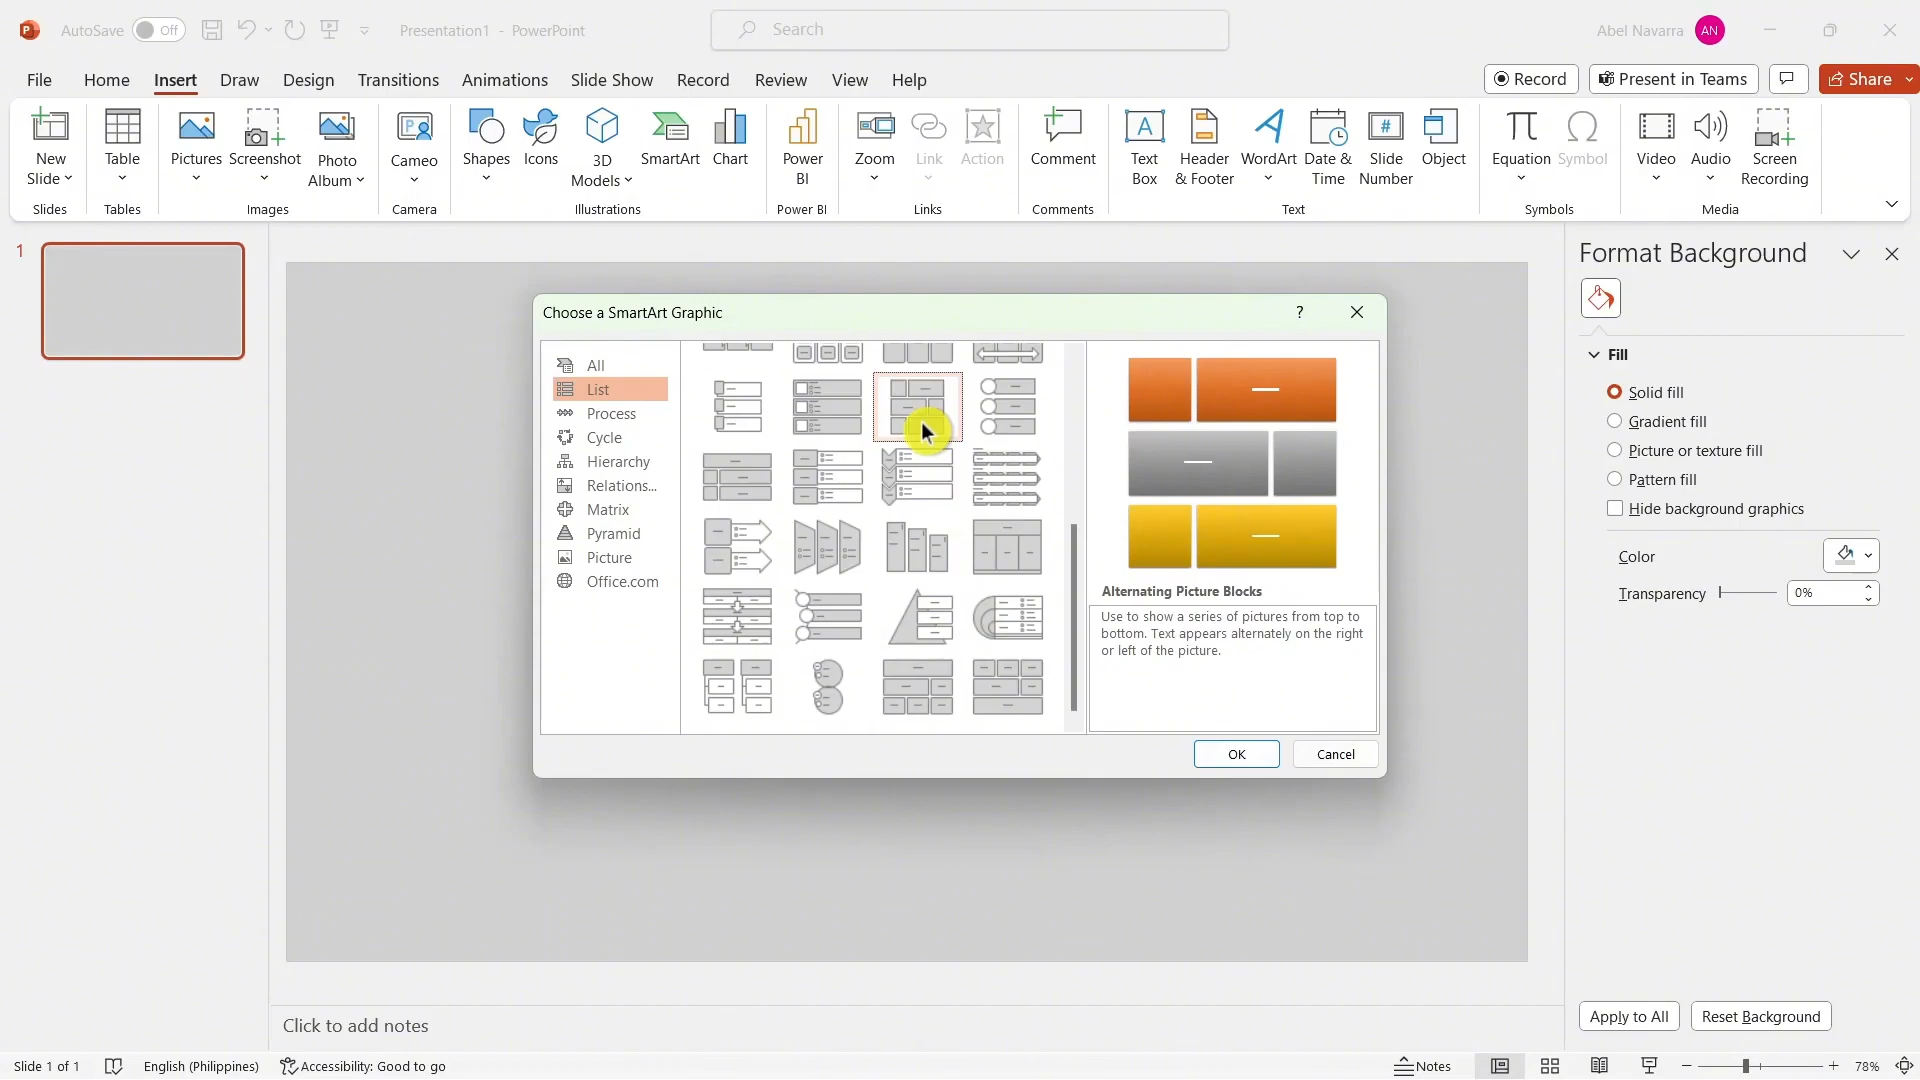 AutoSave Off Presentation1 - PowerPoint Search Abel Navarra AN
File Home Insert Draw Design Transitions Animations Slide Show Record Review View Help Record Present in Teams Share
New Slide
Table
Pictures
Screenshot
Photo Album
Cameo
Shapes
Icons
3D Models
SmartArt
Chart
Power BI
Zoom
Link
Action
Comment
Text Box
Header & Footer
WordArt
Date & Time
Slide Number
Object
Equation
Symbol
Video
Audio
Screen Recording
Slides Tables Images Camera Illustrations Power BI Links Comments Text Symbols Media
1
Choose a SmartArt Graphic ?
All
List
Process
Cycle
Hierarchy
Relations...
Matrix
Pyramid
Picture
Office.com
Alternating Picture Blocks
Use to show a series of pictures from top to
bottom. Text appears alternately on the right
or left of the picture.
OK Cancel
Format Background
Fill
Solid fill
Gradient fill
Picture or texture fill
Pattern fill
Hide background graphics
Color
Transparency 0%
Apply to All Reset Background
Click to add notes
Slide 1 of 1 English (Philippines) Accessibility: Good to go Notes 78%